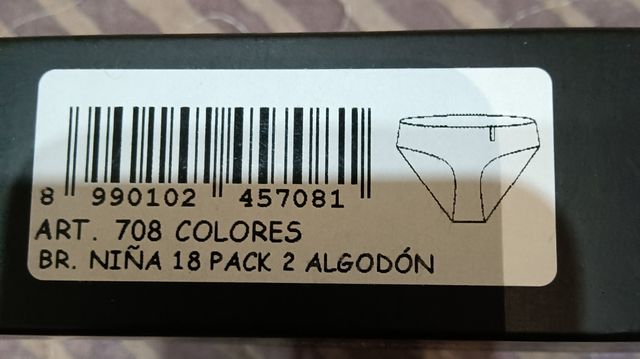 8 990102 457081
ART. 708 COLORES
BR. NIÑA 18 PACK 2 ALGODÓN